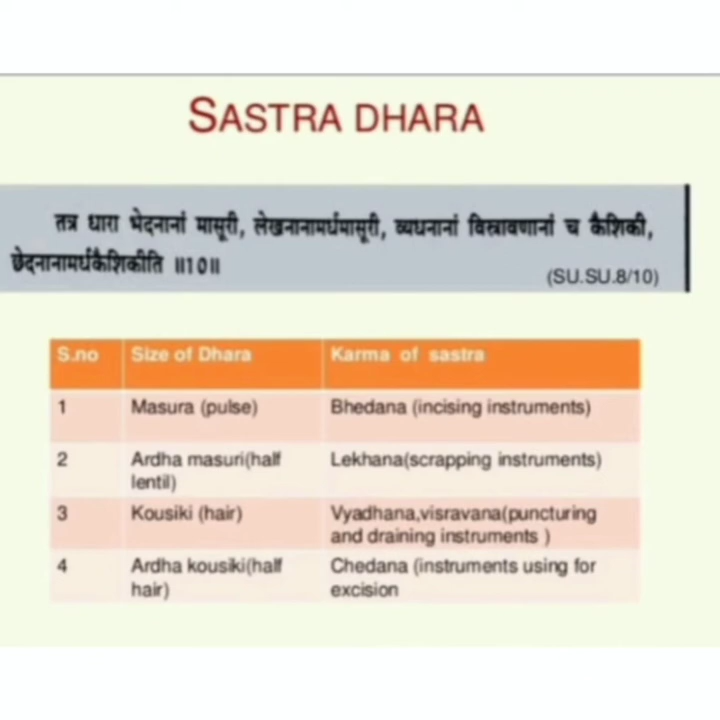 SASTRA DHARA
तत्र धारा भेदनानां मासूरी, लेखनानामर्धमासूरी, व्यधनानां विस्रावणानां च कैशिकी,
छेदनानामर्धकैशिकीति ॥10॥
(SU.SU.8/10)
S.no Size of Dhara Karma of sastra
1 Masura (pulse) Bhedana (incising instruments)
2 Ardha masuri(half Lekhana(scrapping instruments)
lentil)
3 Kousiki (hair) Vyadhana,visravana(puncturing
and draining instruments )
4 Ardha kousiki(half Chedana (instruments using for
hair) excision